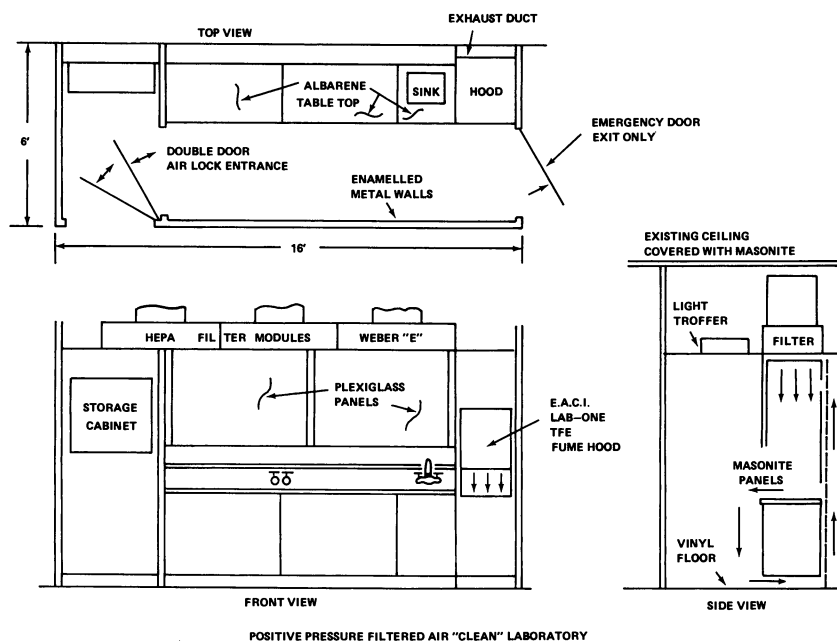 TOP VIEW
EXHAUST DUCT
ALBARENE
TABLE TOP
SINK
HOOD
6'
DOUBLE DOOR
AIR LOCK ENTRANCE
EMERGENCY DOOR
EXIT ONLY
ENAMELLED
METAL WALLS
16'
EXISTING CEILING
COVERED WITH MASONITE
HEPA FILTER MODULES WEBER "E"
LIGHT
TROFFER
FILTER
STORAGE
CABINET
PLEXIGLASS
PANELS
E.A.C.I.
LAB-ONE
TFE
FUME HOOD
MASONITE
PANELS
VINYL
FLOOR
FRONT VIEW
SIDE VIEW
POSITIVE PRESSURE FILTERED AIR "CLEAN" LABORATORY